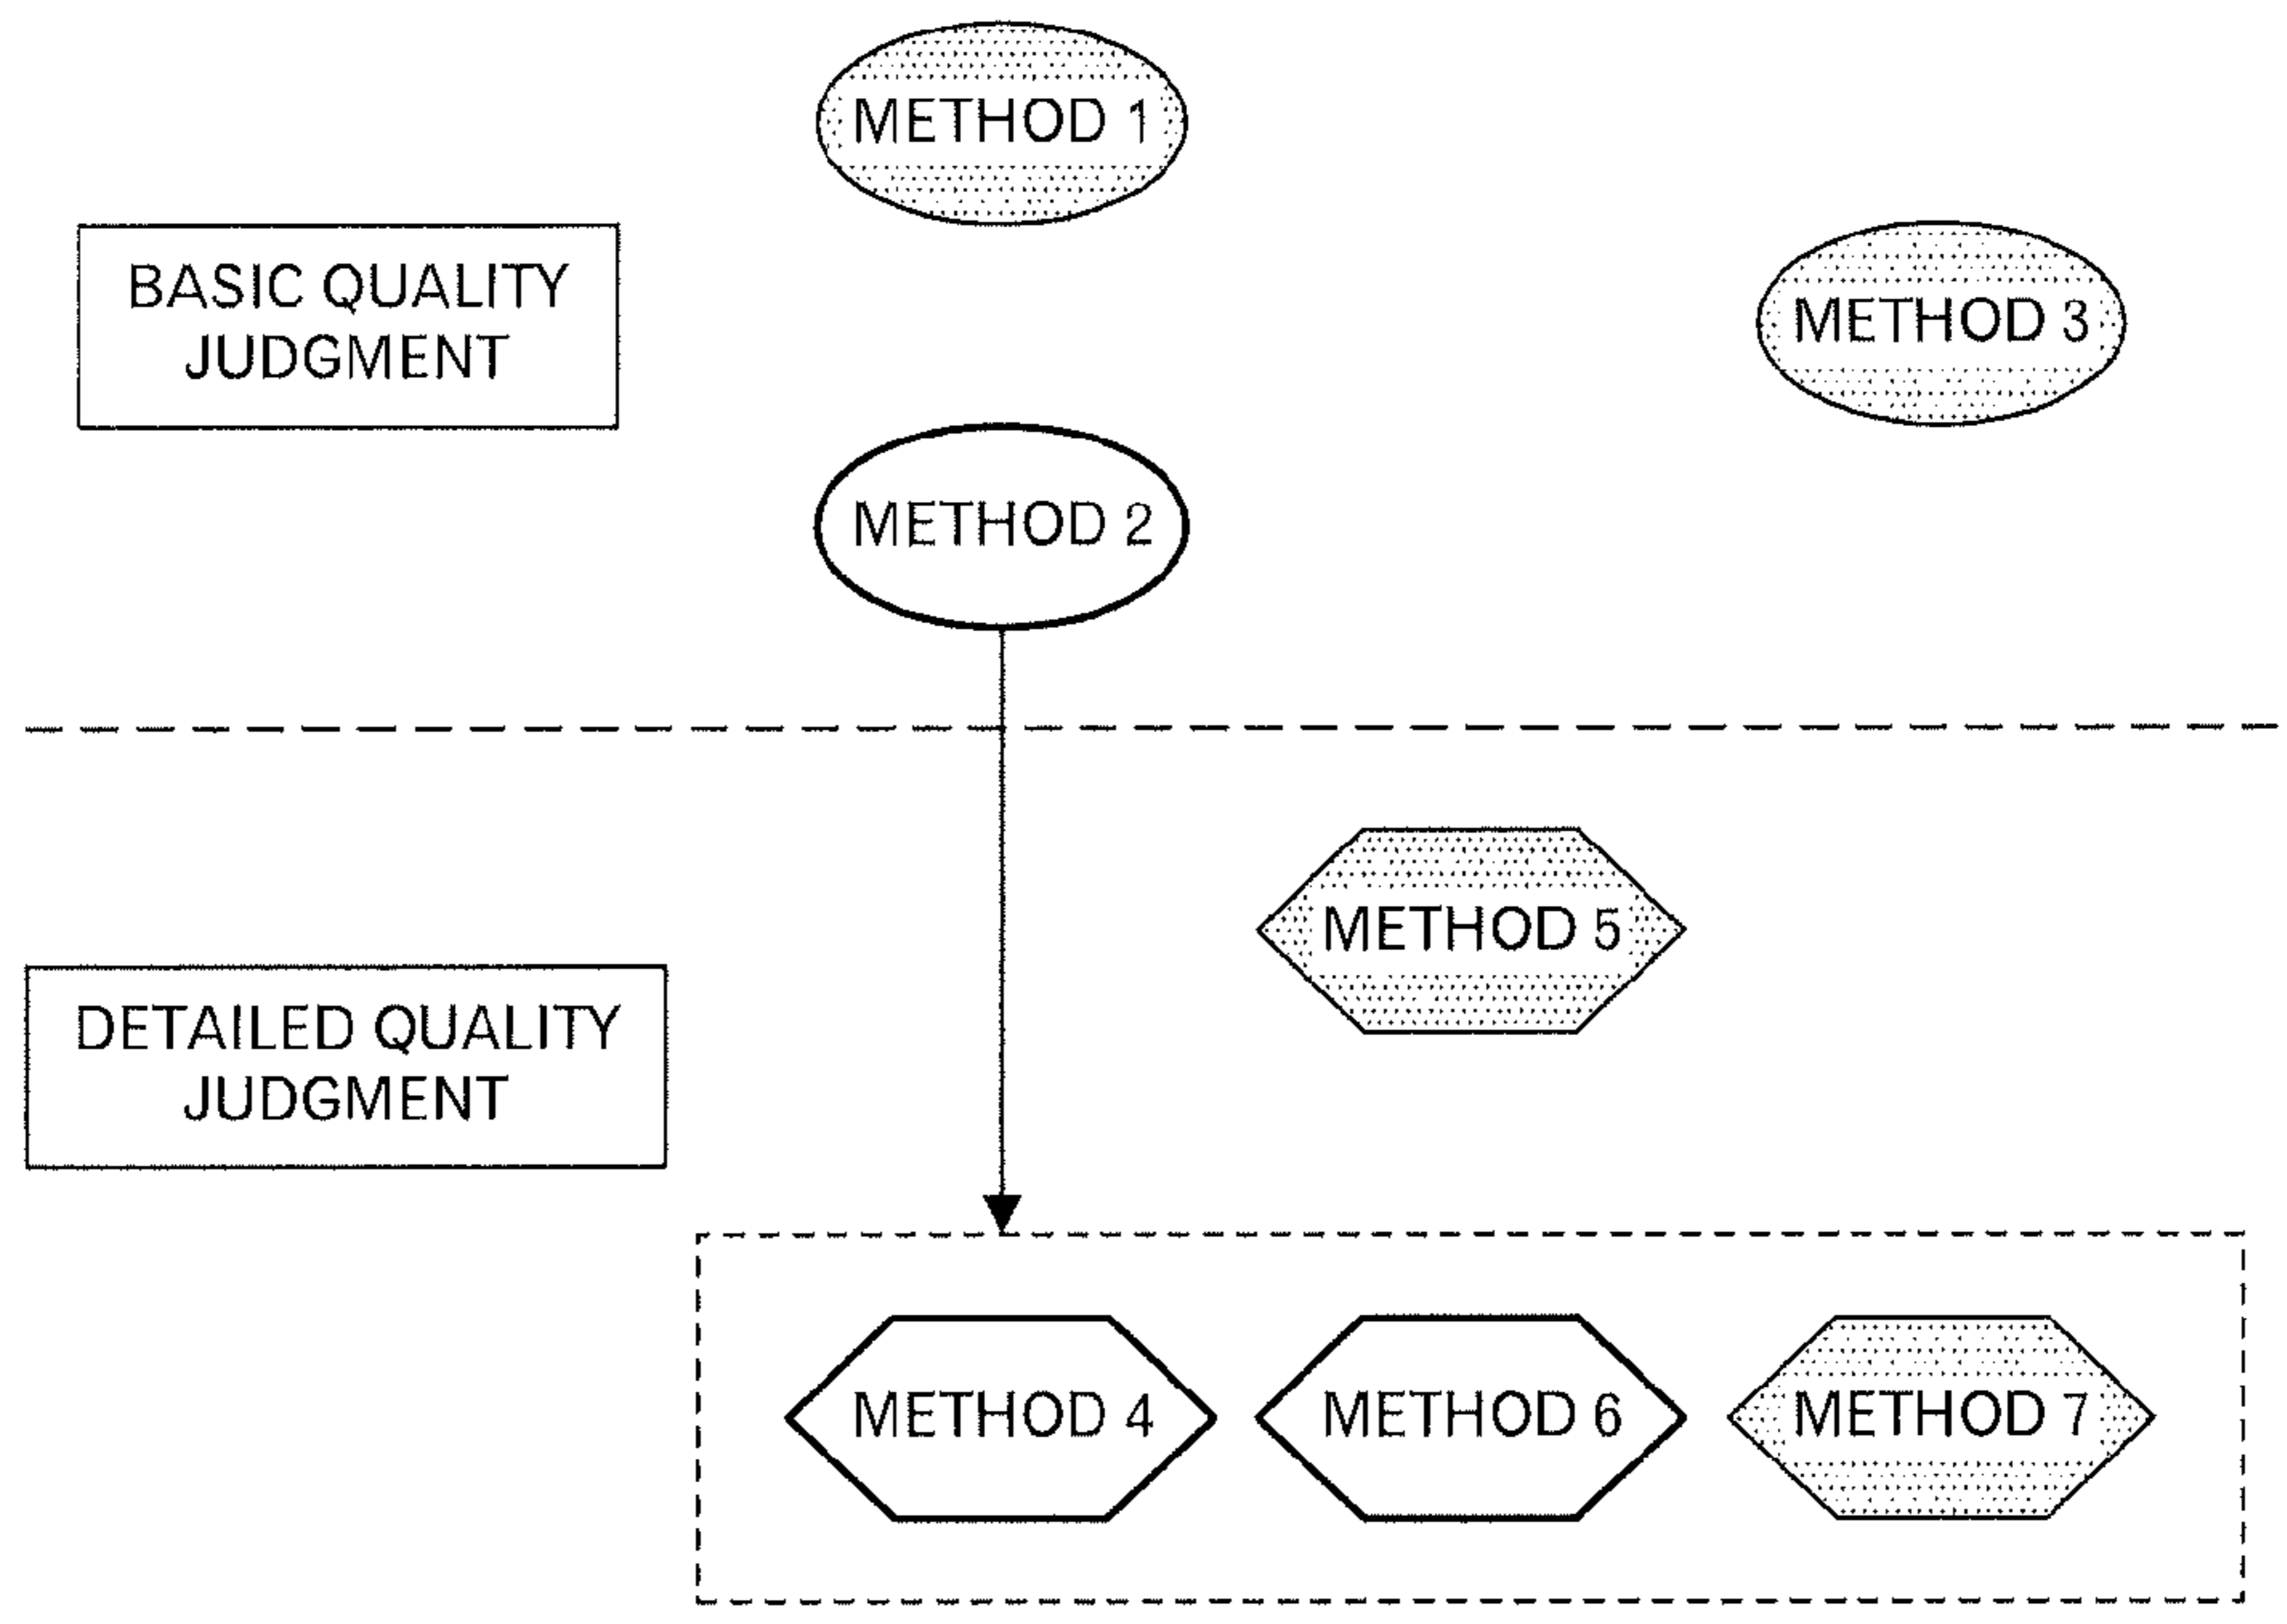 METHOD 1
BASIC QUALITY
JUDGMENT
METHOD 3
METHOD 2
METHOD 5
DETAILED QUALITY
JUDGMENT
METHOD 4
METHOD 6
METHOD 7